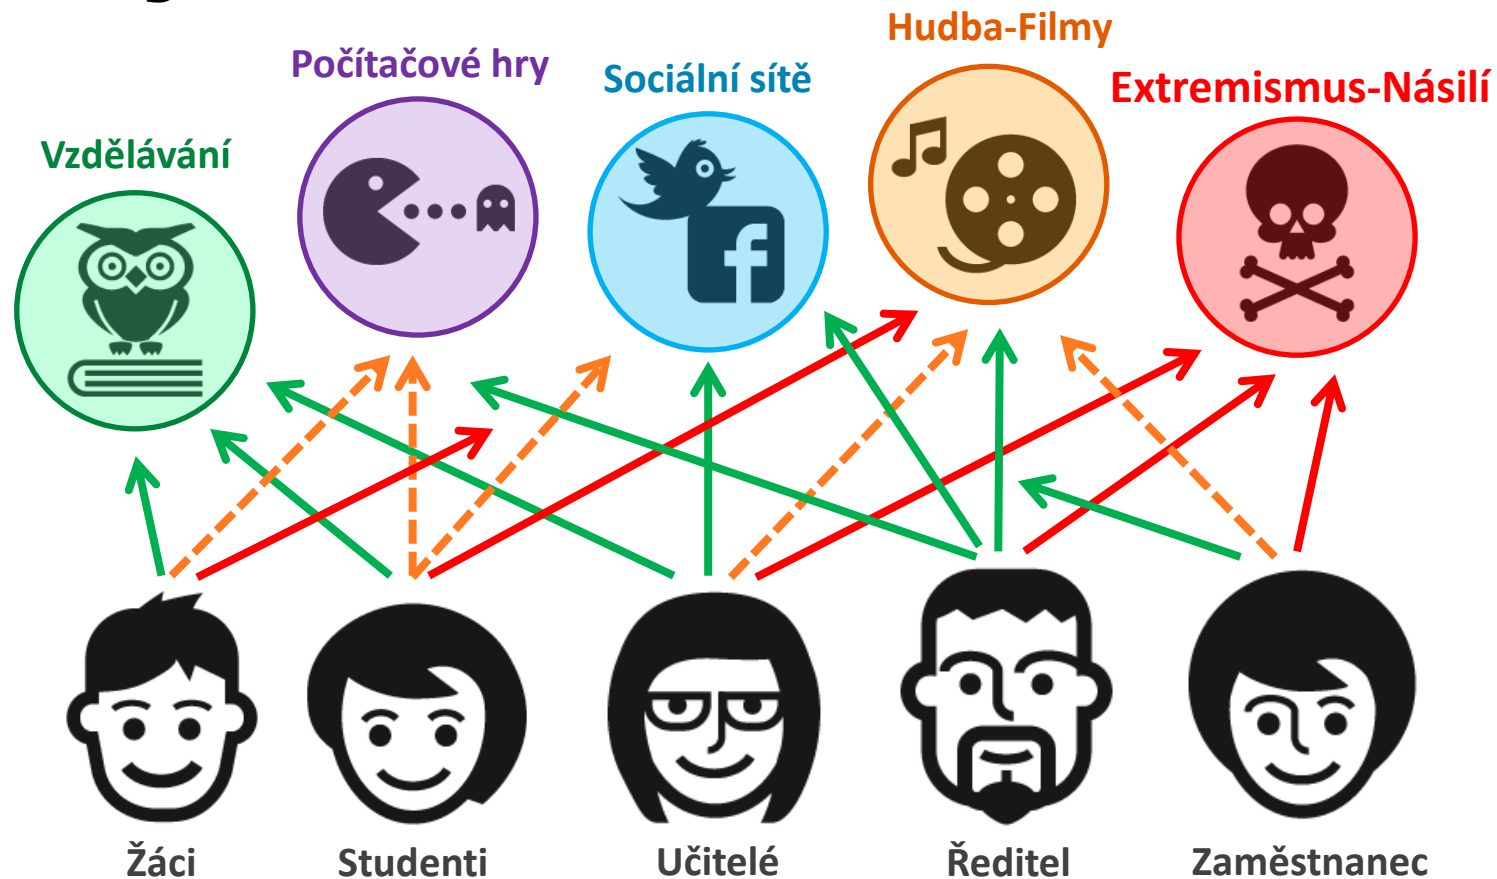 Hudba-Filmy
Počítačové hry
Sociální sítě
Extremismus-Násilí
Vzdělávání
f
Žáci
Studenti
Učitelé
Ředitel
Zaměstnanec